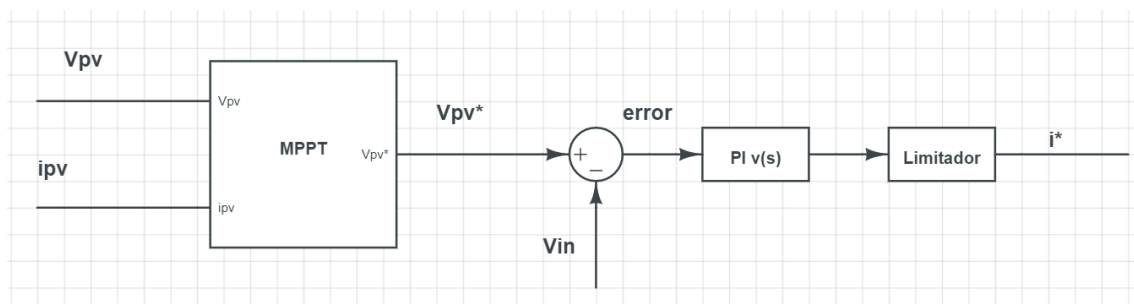 Vpv
ipv
Vpv
ipv
MPPT
Vpv*
Vpv*
+
−
Vin
error
PI v(s)
Limitador
i*